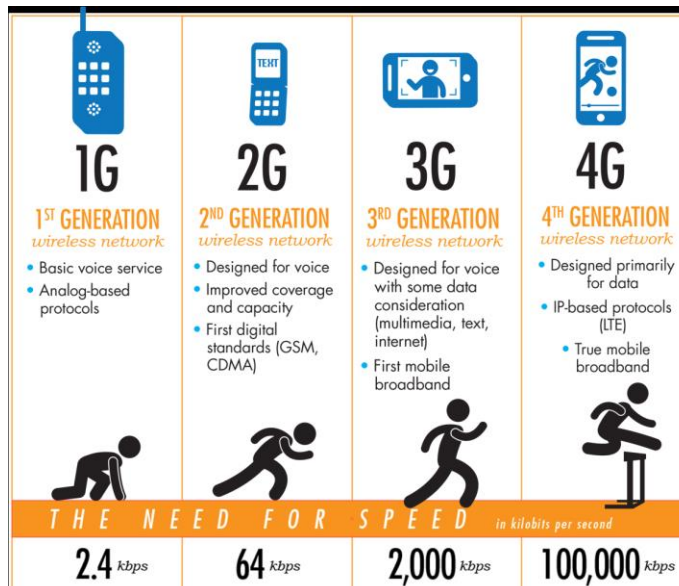 TEXT
1G
1ST GENERATION
wireless network
• Basic voice service
• Analog-based
protocols
2G
2ND GENERATION
wireless network
• Designed for voice
• Improved coverage
and capacity
• First digital
standards (GSM,
CDMA)
3G
3RD GENERATION
wireless network
• Designed for voice
with some data
consideration
(multimedia, text,
internet)
• First mobile
broadband
4G
4TH GENERATION
wireless network
• Designed primarily
for data
• IP-based protocols
(LTE)
• True mobile
broadband
THE NEED FOR SPEED in kilobits per second
2.4 kbps
64 kbps
2,000 kbps
100,000 kbps